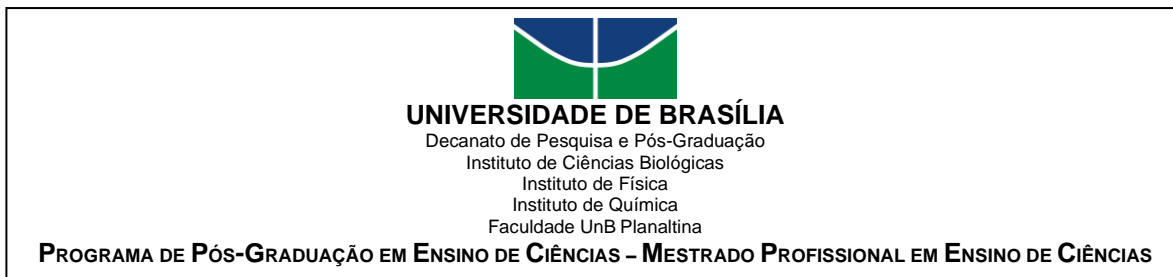 UNIVERSIDADE DE BRASÍLIA
Decanato de Pesquisa e Pós-Graduação
Instituto de Ciências Biológicas
Instituto de Física
Instituto de Química
Faculdade UnB Planaltina
PROGRAMA DE PÓS-GRADUAÇÃO EM ENSINO DE CIÊNCIAS – MESTRADO PROFISSIONAL EM ENSINO DE CIÊNCIAS